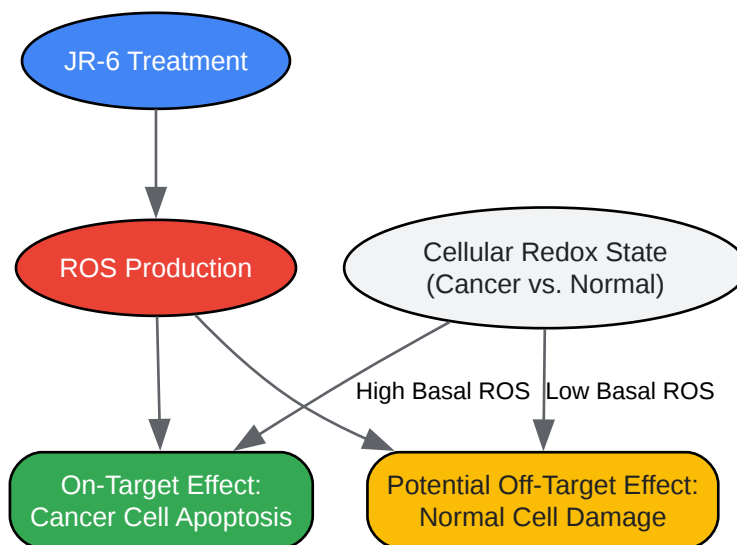 JR-6 Treatment
ROS Production
Cellular Redox State
(Cancer vs. Normal)
High Basal ROS
Low Basal ROS
On-Target Effect:
Cancer Cell Apoptosis
Potential Off-Target Effect:
Normal Cell Damage